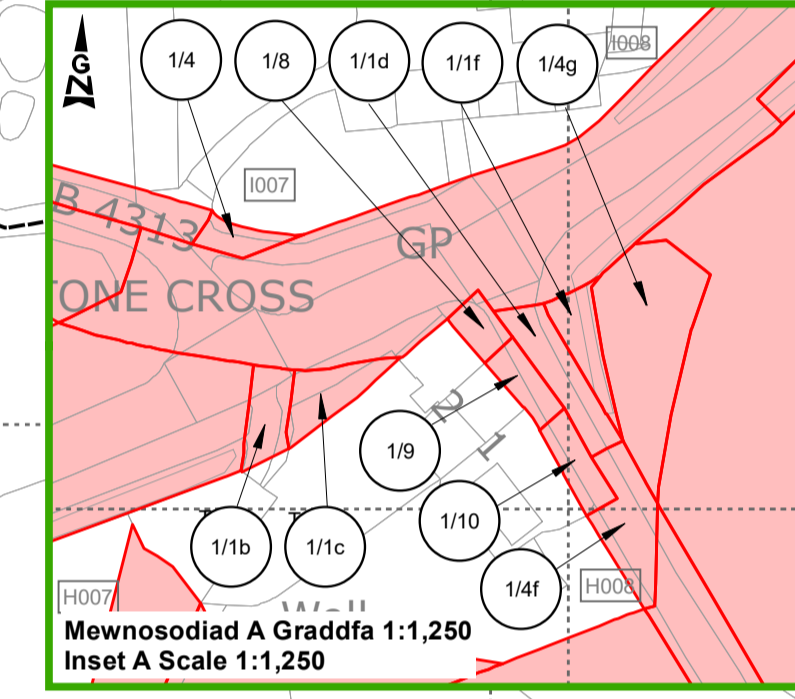 1/4
1/8
1/1d
1/1f
1/4g
I008
G
N
I007
B 4313
GP
TONE CROSS
2
1
1/9
1/10
1/1b
1/1c
1/4f
H007
H008
Well
Mewnosodiad A Graddfa 1:1,250
Inset A Scale 1:1,250